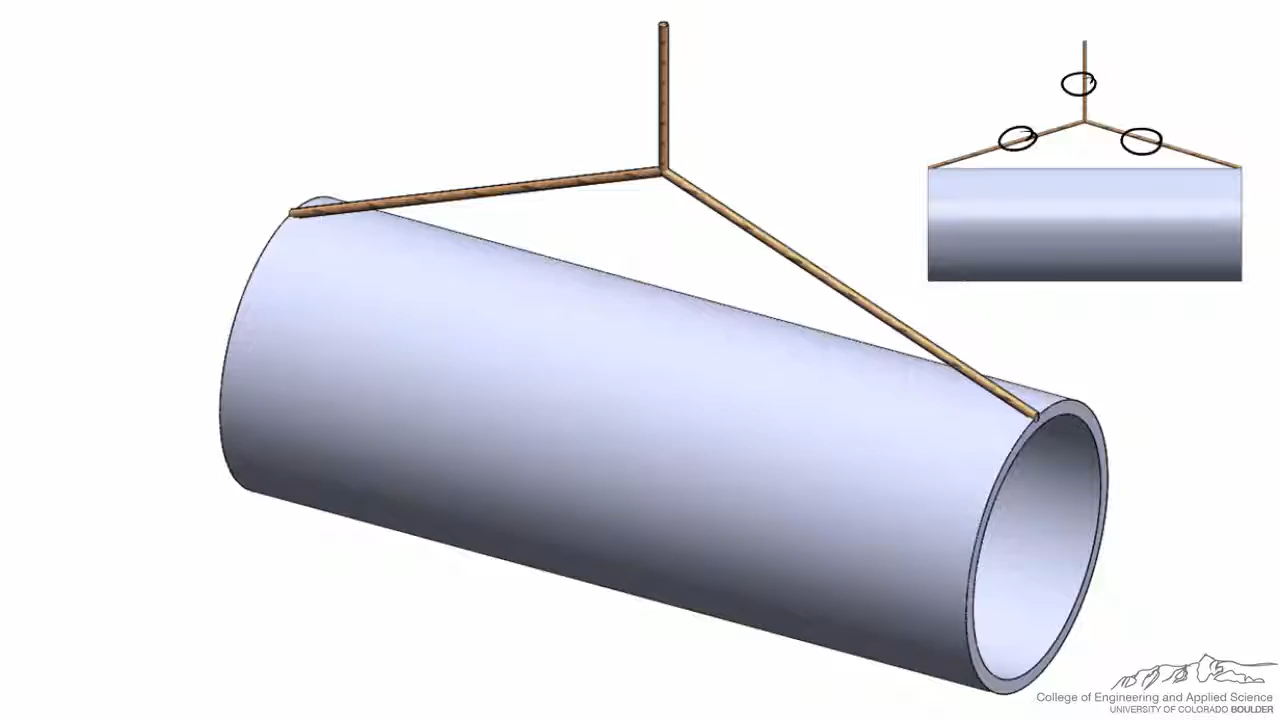 College of Engineering and Applied Science
UNIVERSITY OF COLORADO BOULDER